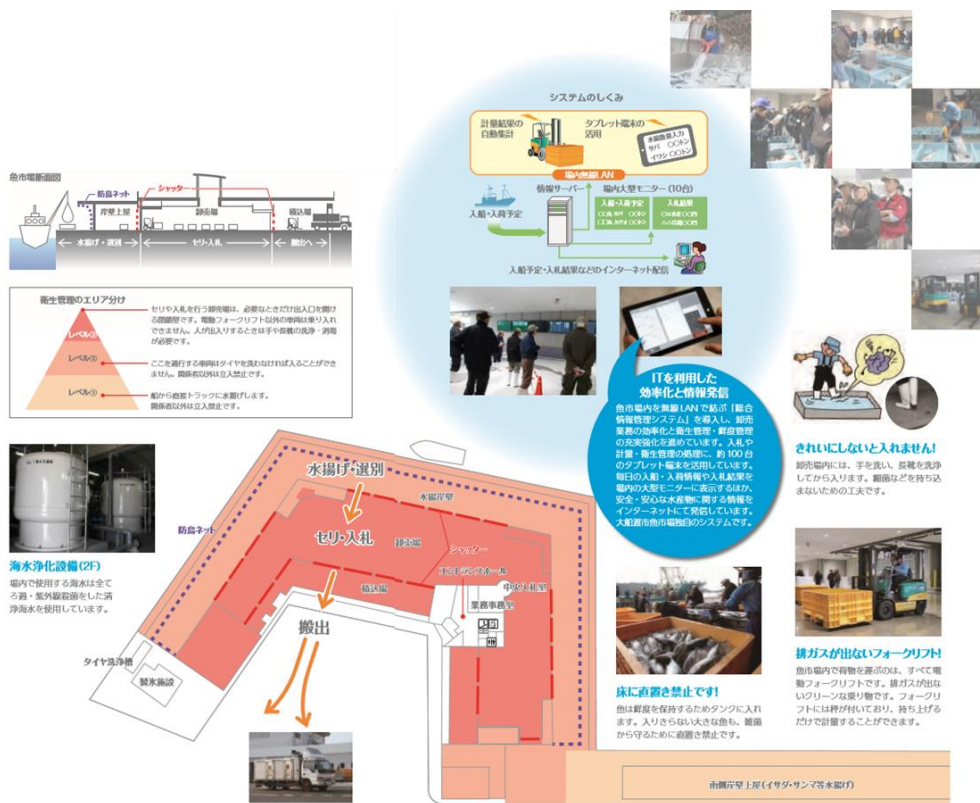 システムのしくみ
計量結果の
自動集計
タブレット端末の
活用
水揚数量入力
サバ 〇〇トン
イワシ 〇〇トン
場内無線LAN
情報サーバー
場内大型モニター(10台)
入船・入荷予定
入船・入荷予定
入札結果
入船予定・入札結果などのインターネット配信
魚市場断面図
防鳥ネット
シャッター
岸壁上屋
卸売場
積込場
水揚げ・選別
セリ・入札
搬出へ
衛生管理のエリア分け
レベル③
セリや入札を行う卸売場は、必要なときだけ出入口を開け
る閉鎖型です。電動フォークリフト以外の車両は乗り入れ
できません。人が出入りするときは手や長靴の洗浄・消毒
が必要です。
レベル②
ここを通行する車両はタイヤを洗わなければ入ることができ
ません。関係者以外は立入禁止です。
レベル①
船から直接トラックに水揚げします。
関係者以外は立入禁止です。
ITを利用した
効率化と情報発信
魚市場内を無線LANで結ぶ「総合
情報管理システム」を導入し、卸売
業務の効率化と衛生管理・鮮度管理
の充実強化を進めています。入札や
計量・衛生管理の処理に、約100台
のタブレット端末を活用しています。
毎日の入船・入荷情報や入札結果を
場内の大型モニターに表示するほか、
安全・安心な水産物に関する情報を
インターネットにて発信しています。
大船渡市魚市場独自のシステムです。
きれいにしないと入れません!
卸売場内には、手を洗い、長靴を洗浄
してから入ります。細菌などを持ち込
まないための工夫です。
海水浄化設備(2F)
場内で使用する海水は全て
ろ過・紫外線殺菌をした清
浄海水を使用しています。
水揚げ・選別
水揚岸壁
防鳥ネット
セリ・入札
卸売場
シャッター
エントランスホール
中央入札室
業務事務室
積込場
搬出
タイヤ洗浄槽
製氷施設
床に直置き禁止です!
魚は鮮度を保持するためタンクに入れ
ます。入りきらない大きな魚も、雑菌
から守るために直置き禁止です。
排ガスが出ないフォークリフト!
魚市場内で荷物を運ぶのは、すべて電
動フォークリフトです。排ガスが出な
いグリーンな乗り物です。フォークリ
フトには秤が付いており、持ち上げる
だけで計量することができます。
南側岸壁上屋(イサダ・サンマ等水揚げ)